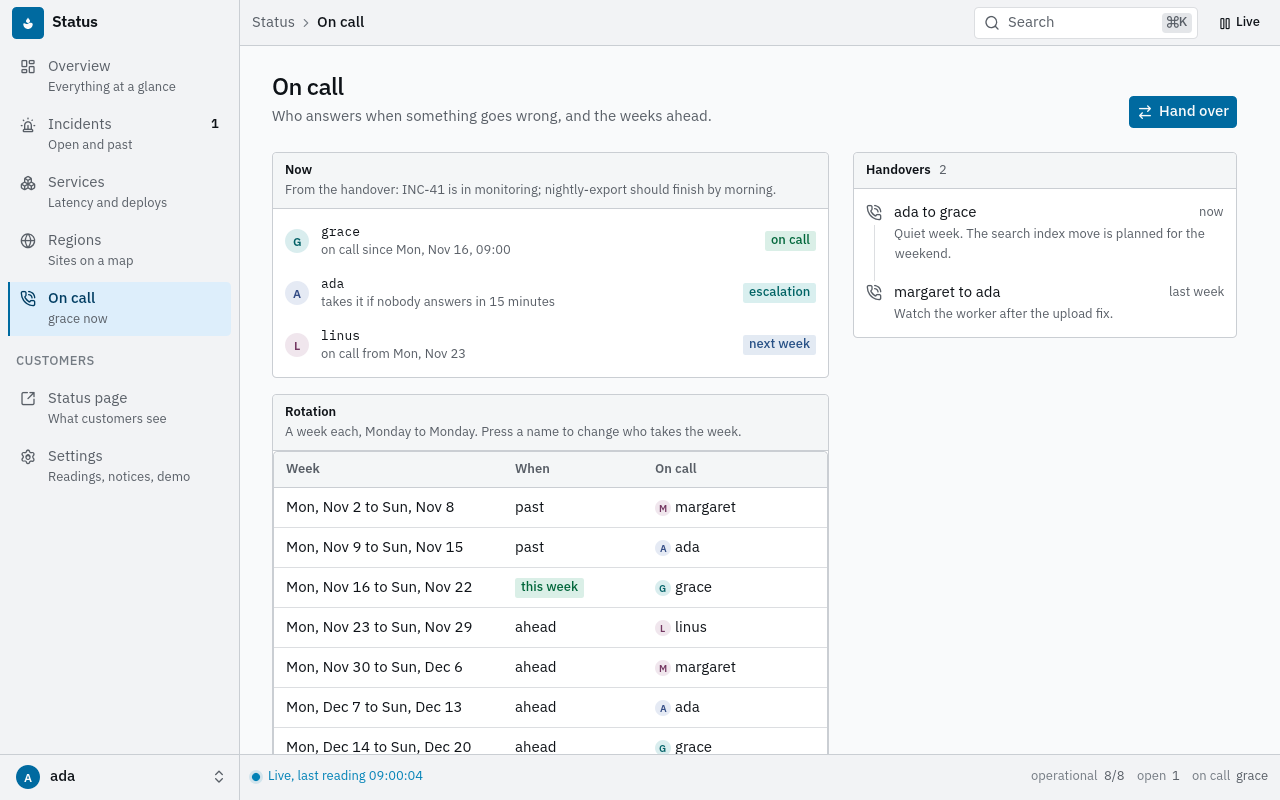 Status
Overview
Everything at a glance
Incidents 1
Open and past
Services
Latency and deploys
Regions
Sites on a map
On call
grace now
CUSTOMERS
Status page
What customers see
Settings
Readings, notices, demo
A ada
Status > On call
Search ⌘K
Live
On call
Who answers when something goes wrong, and the weeks ahead.
Hand over
Now
From the handover: INC-41 is in monitoring; nightly-export should finish by morning.
G grace on call
on call since Mon, Nov 16, 09:00
A ada escalation
takes it if nobody answers in 15 minutes
L linus next week
on call from Mon, Nov 23
Rotation
A week each, Monday to Monday. Press a name to change who takes the week.
Week When On call
Mon, Nov 2 to Sun, Nov 8 past M margaret
Mon, Nov 9 to Sun, Nov 15 past A ada
Mon, Nov 16 to Sun, Nov 22 this week G grace
Mon, Nov 23 to Sun, Nov 29 ahead L linus
Mon, Nov 30 to Sun, Dec 6 ahead M margaret
Mon, Dec 7 to Sun, Dec 13 ahead A ada
Mon, Dec 14 to Sun, Dec 20 ahead G grace
Handovers 2
ada to grace now
Quiet week. The search index move is planned for the
weekend.
margaret to ada last week
Watch the worker after the upload fix.
Live, last reading 09:00:04
operational 8/8 open 1 on call grace